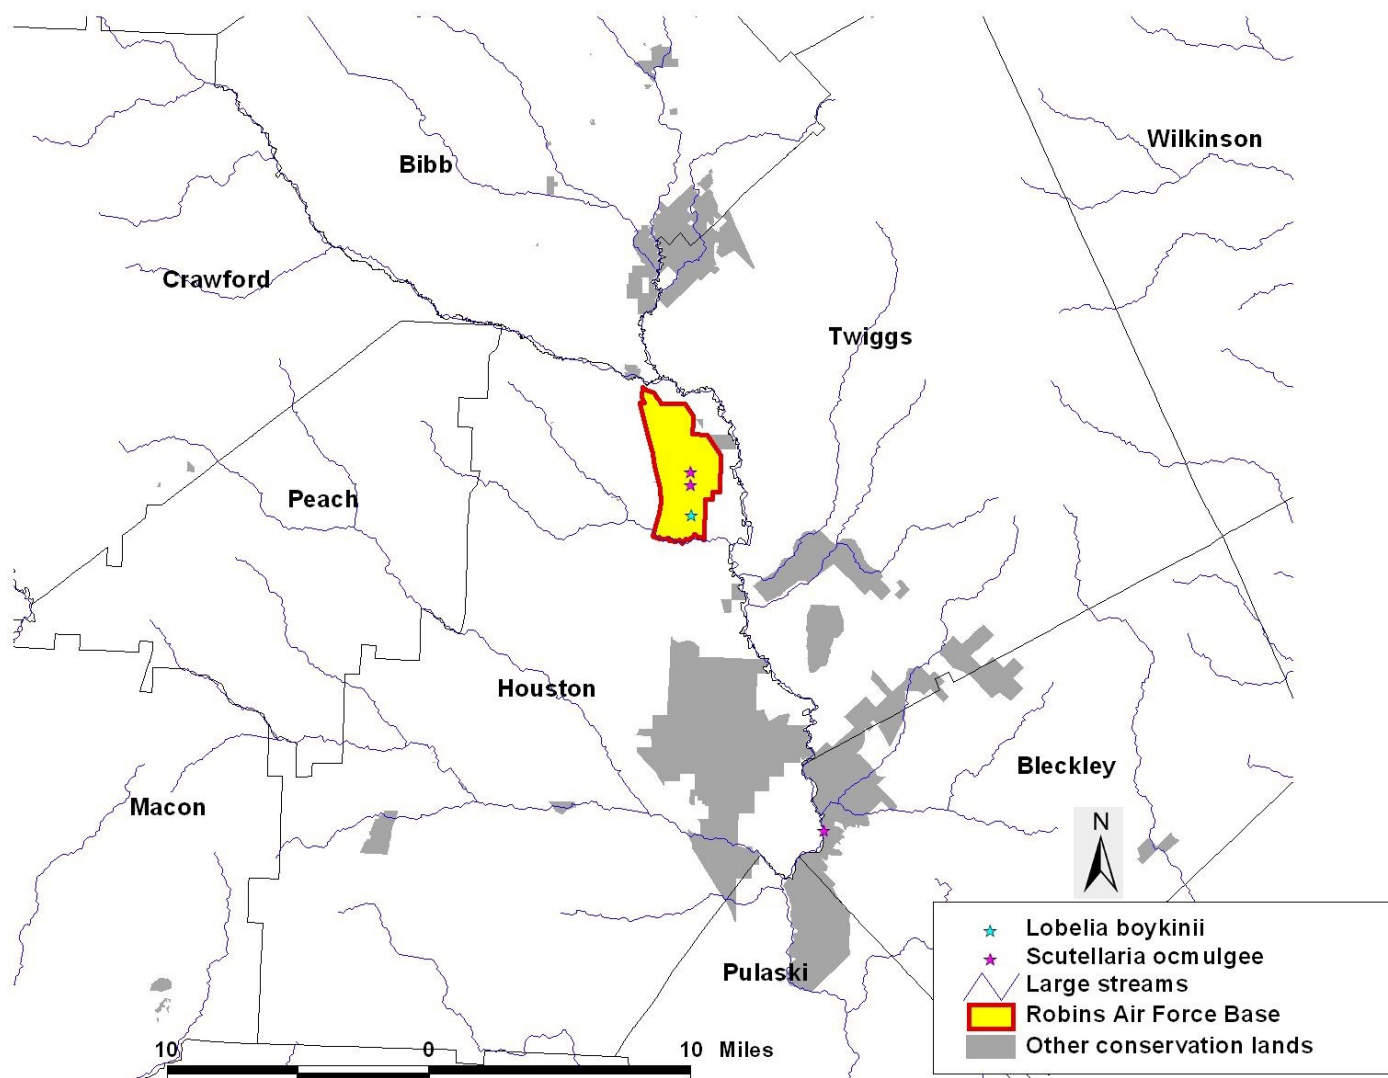 Wilkinson
Bibb
Crawford
Twiggs
Peach
Houston
Bleckley
Macon
N
Pulaski
Lobelia boykinii
Scutellaria ocmulgee
Large streams
Robins Air Force Base
Other conservation lands
10 0 10 Miles